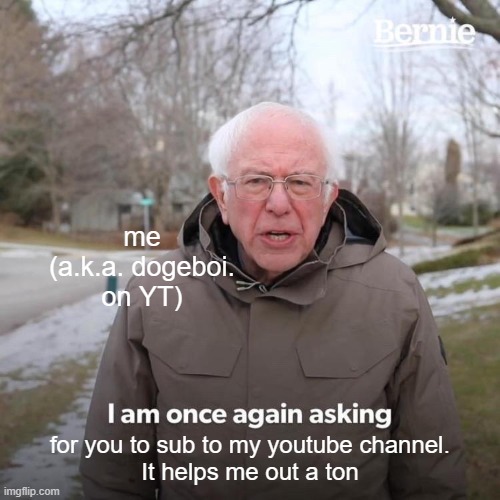 Bernie
me
(a.k.a. dogeboi.
on YT)
I am once again asking
for you to sub to my youtube channel.
It helps me out a ton
imgflip.com